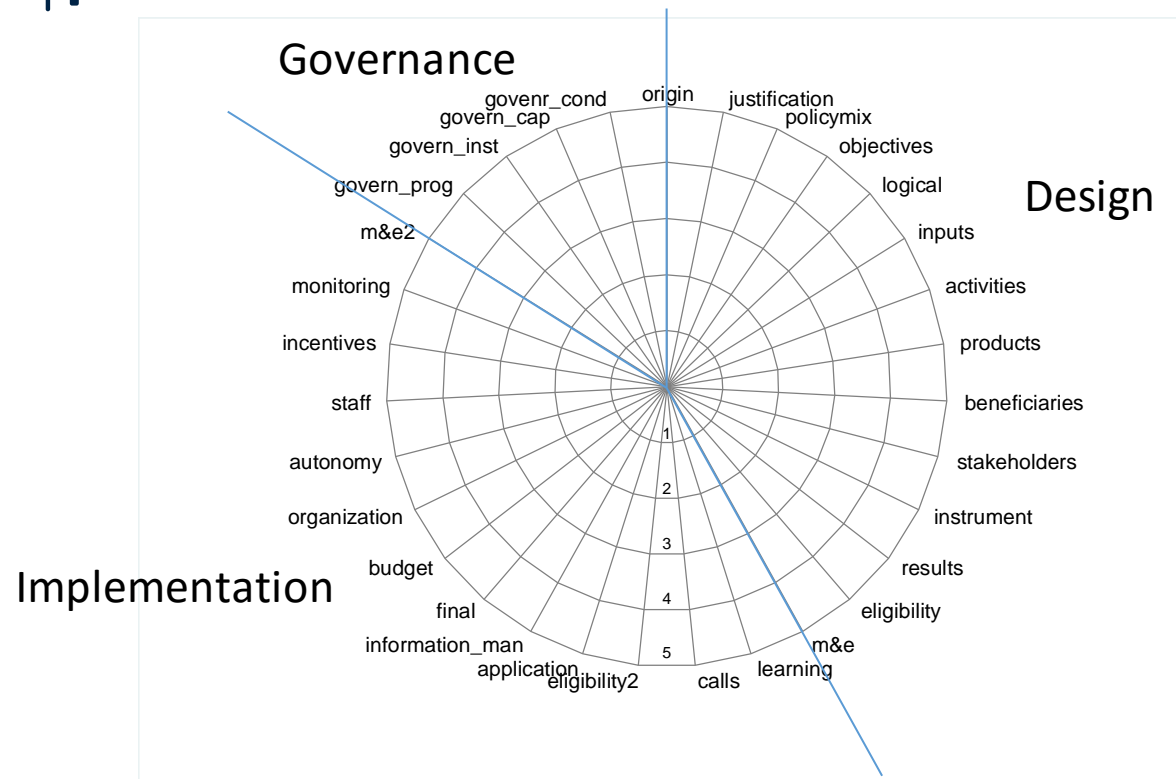 Governance
origin
justification
policymix
objectives
logical
inputs
Design
activities
products
beneficiaries
stakeholders
instrument
results
eligibility
m&e
learning
calls
eligibility2
application
information_man
final
budget
Implementation
organization
autonomy
staff
incentives
monitoring
m&e2
govern_prog
govern_inst
govern_cap
govenr_cond
1
2
3
4
5